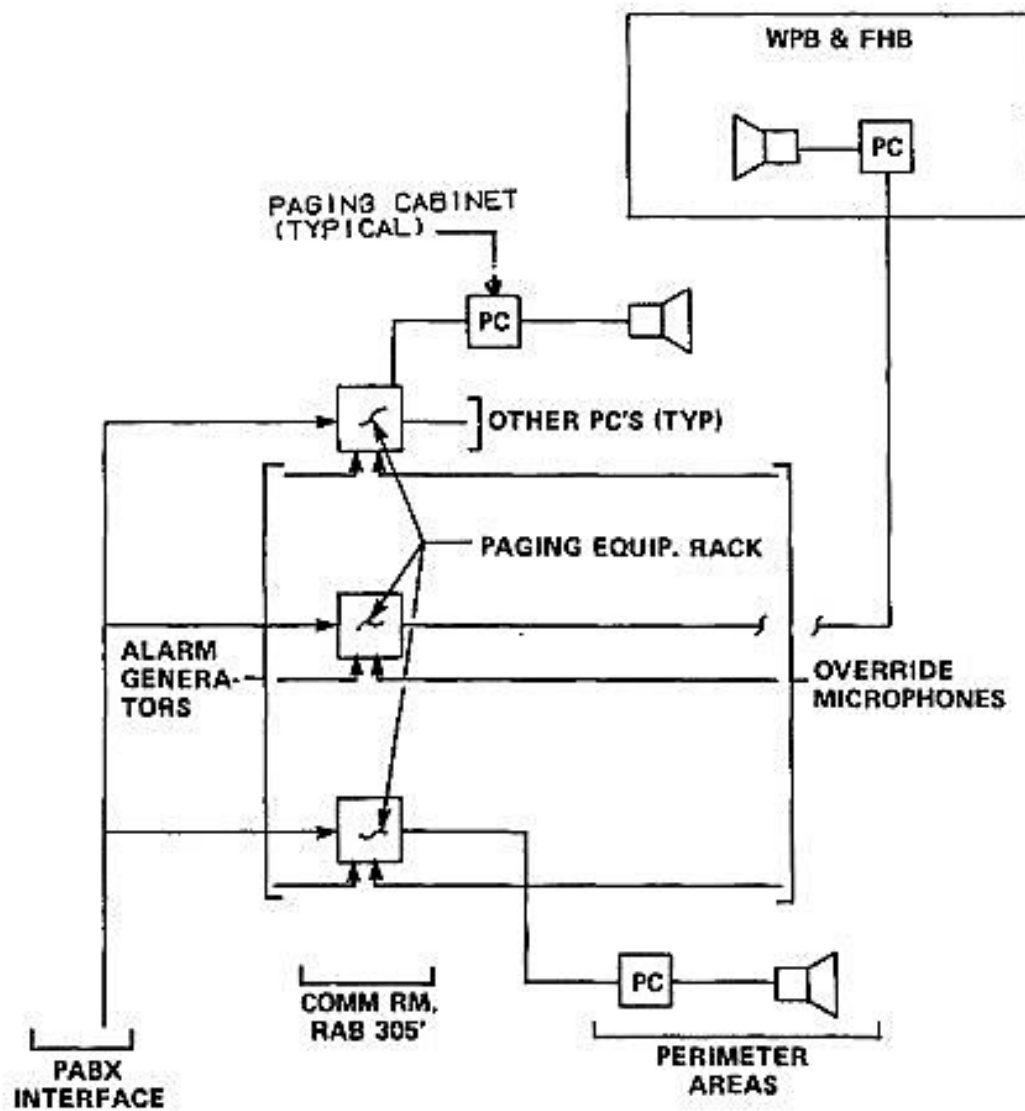 WPB & FHB
PC
PAGING CABINET
(TYPICAL)
PC
OTHER PC'S (TYP)
PAGING EQUIP. RACK
ALARM
GENERA-
TORS
OVERRIDE
MICROPHONES
PC
COMM RM,
RAB 305'
PERIMETER
AREAS
PABX
INTERFACE